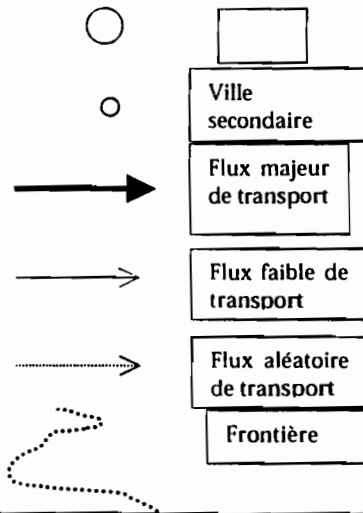 Ville
secondaire
Flux majeur
de transport
Flux faible de
transport
Flux aléatoire
de transport
Frontière